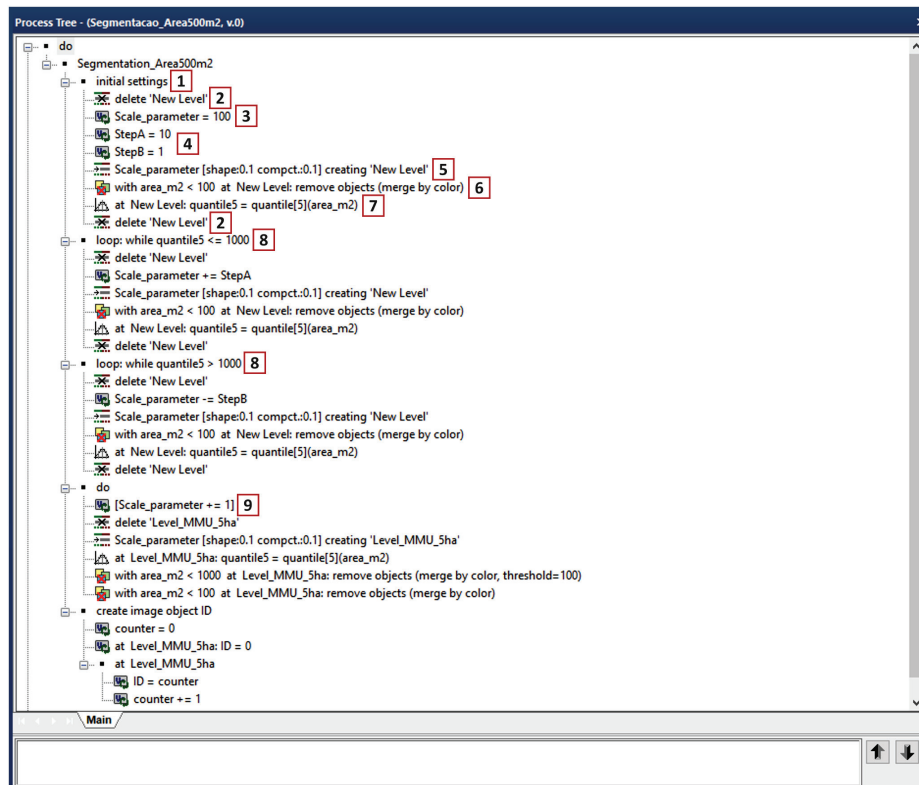 Process Tree - (Segmentacao_Area500m2, v.0)
do
Segmentation_Area500m2
initial settings 1
delete 'New Level' 2
Scale_parameter = 100 3
StepA = 10
4
StepB = 1
Scale_parameter [shape:0.1 compct.:0.1] creating 'New Level' 5
with area_m2 < 100 at New Level: remove objects (merge by color) 6
at New Level: quantile5 = quantile[5](area_m2) 7
delete 'New Level' 2
loop: while quantile5 <= 1000 8
delete 'New Level'
Scale_parameter += StepA
Scale_parameter [shape:0.1 compct.:0.1] creating 'New Level'
with area_m2 < 100 at New Level: remove objects (merge by color)
at New Level: quantile5 = quantile[5](area_m2)
delete 'New Level'
loop: while quantile5 > 1000 8
delete 'New Level'
Scale_parameter -= StepB
Scale_parameter [shape:0.1 compct.:0.1] creating 'New Level'
with area_m2 < 100 at New Level: remove objects (merge by color)
at New Level: quantile5 = quantile[5](area_m2)
delete 'New Level'
do
[Scale_parameter += 1] 9
delete 'Level_MMU_5ha'
Scale_parameter [shape:0.1 compct.:0.1] creating 'Level_MMU_5ha'
at Level_MMU_5ha: quantile5 = quantile[5](area_m2)
with area_m2 < 1000 at Level_MMU_5ha: remove objects (merge by color, threshold=100)
with area_m2 < 100 at Level_MMU_5ha: remove objects (merge by color)
create image object ID
counter = 0
at Level_MMU_5ha: ID = 0
at Level_MMU_5ha
ID = counter
counter += 1
Main